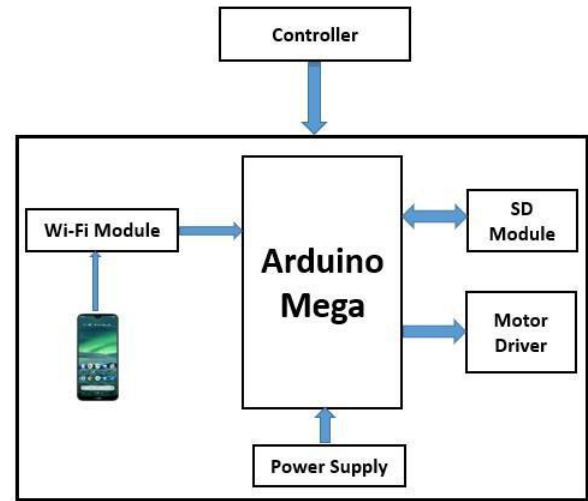 Controller
Wi-Fi Module
Arduino
Mega
SD
Module
Motor
Driver
Power Supply